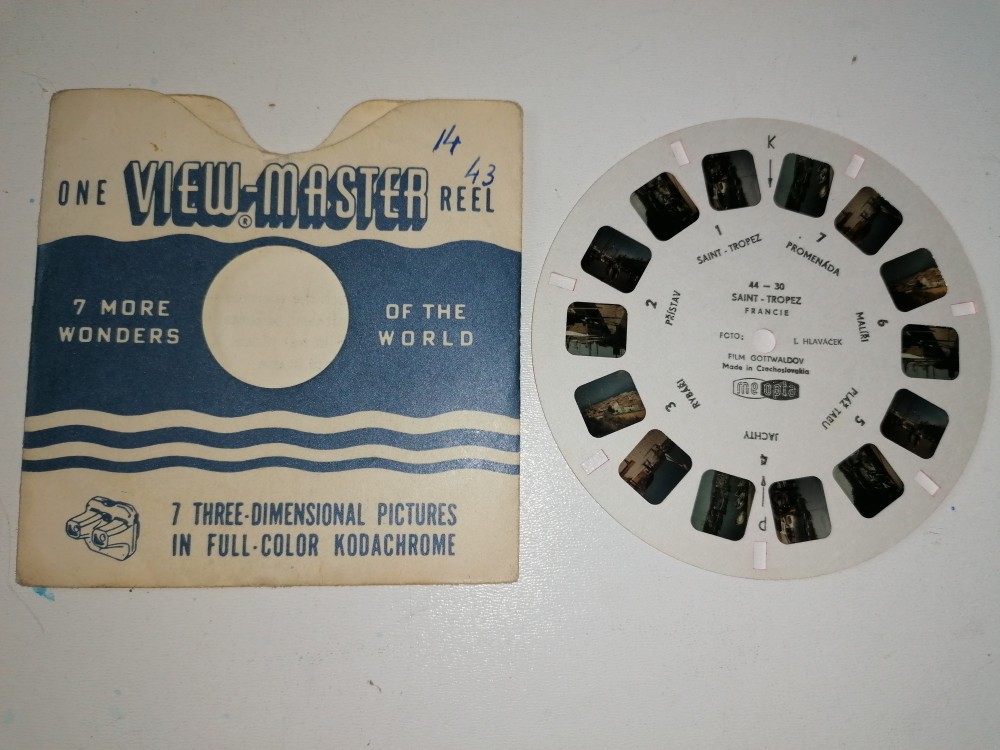 14
43
ONE VIEW-MASTER® REEL
7 MORE
WONDERS
OF THE
WORLD
7 THREE-DIMENSIONAL PICTURES
IN FULL-COLOR KODACHROME
K
1
SAINT - TROPEZ
7
PROMENÁDA
2
PŘÍSTAV
6
MALÍŘI
44 — 30
SAINT - TROPEZ
FRANCIE
FOTO: I. HLAVÁČEK
FILM GOTTWALDOV
Made in Czechoslovakia
meopta
3
RYBÁŘI
5
PLÁŽ TABU
JACHTY
4
P